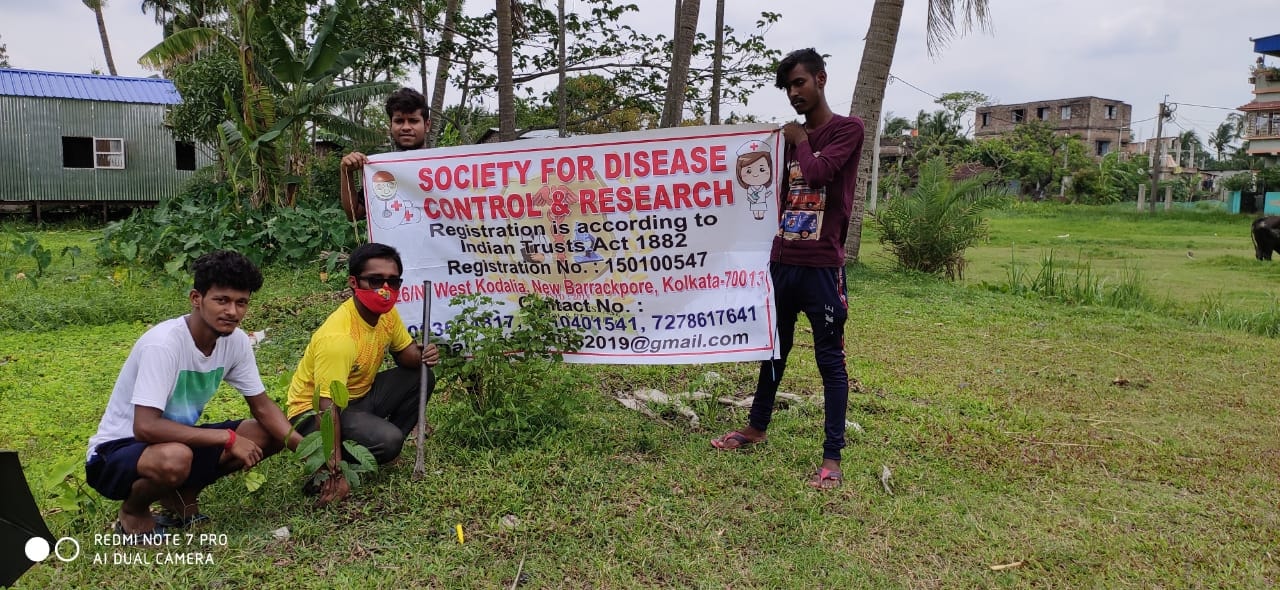 SOCIETY FOR DISEASE
CONTROL & RESEARCH
Registration is according to
Indian Trusts Act 1882
Registration No. : 150100547
West Kodalia, New Barrackpore, Kolkata-700131
Contact No. :
7278617641
2019@gmail.com
REDMI NOTE 7 PRO
AI DUAL CAMERA